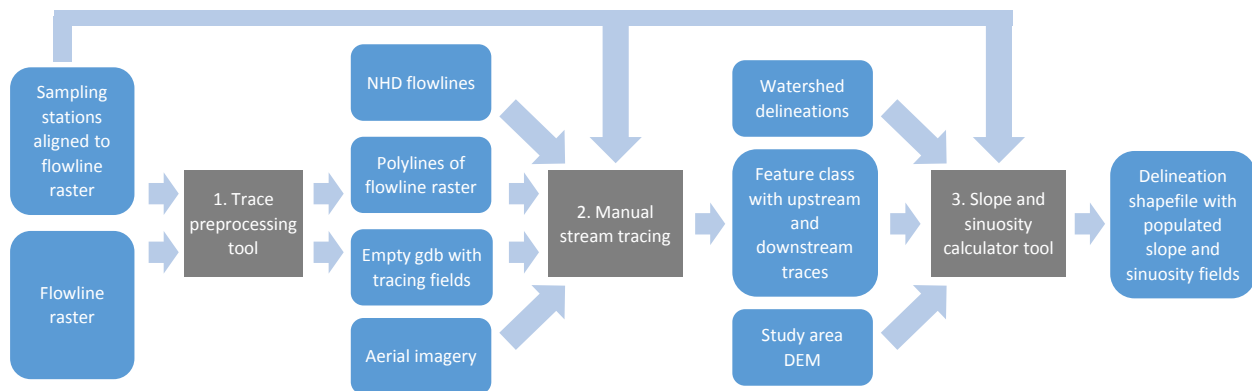 Sampling
stations
aligned to
flowline
raster
Flowline
raster
1. Trace
preprocessing
tool
NHD flowlines
Polylines of
flowline raster
Empty gdb with
tracing fields
Aerial imagery
2. Manual
stream tracing
Watershed
delineations
Feature class
with upstream
and
downstream
traces
Study area
DEM
3. Slope and
sinuosity
calculator tool
Delineation
shapefile with
populated
slope and
sinuosity fields